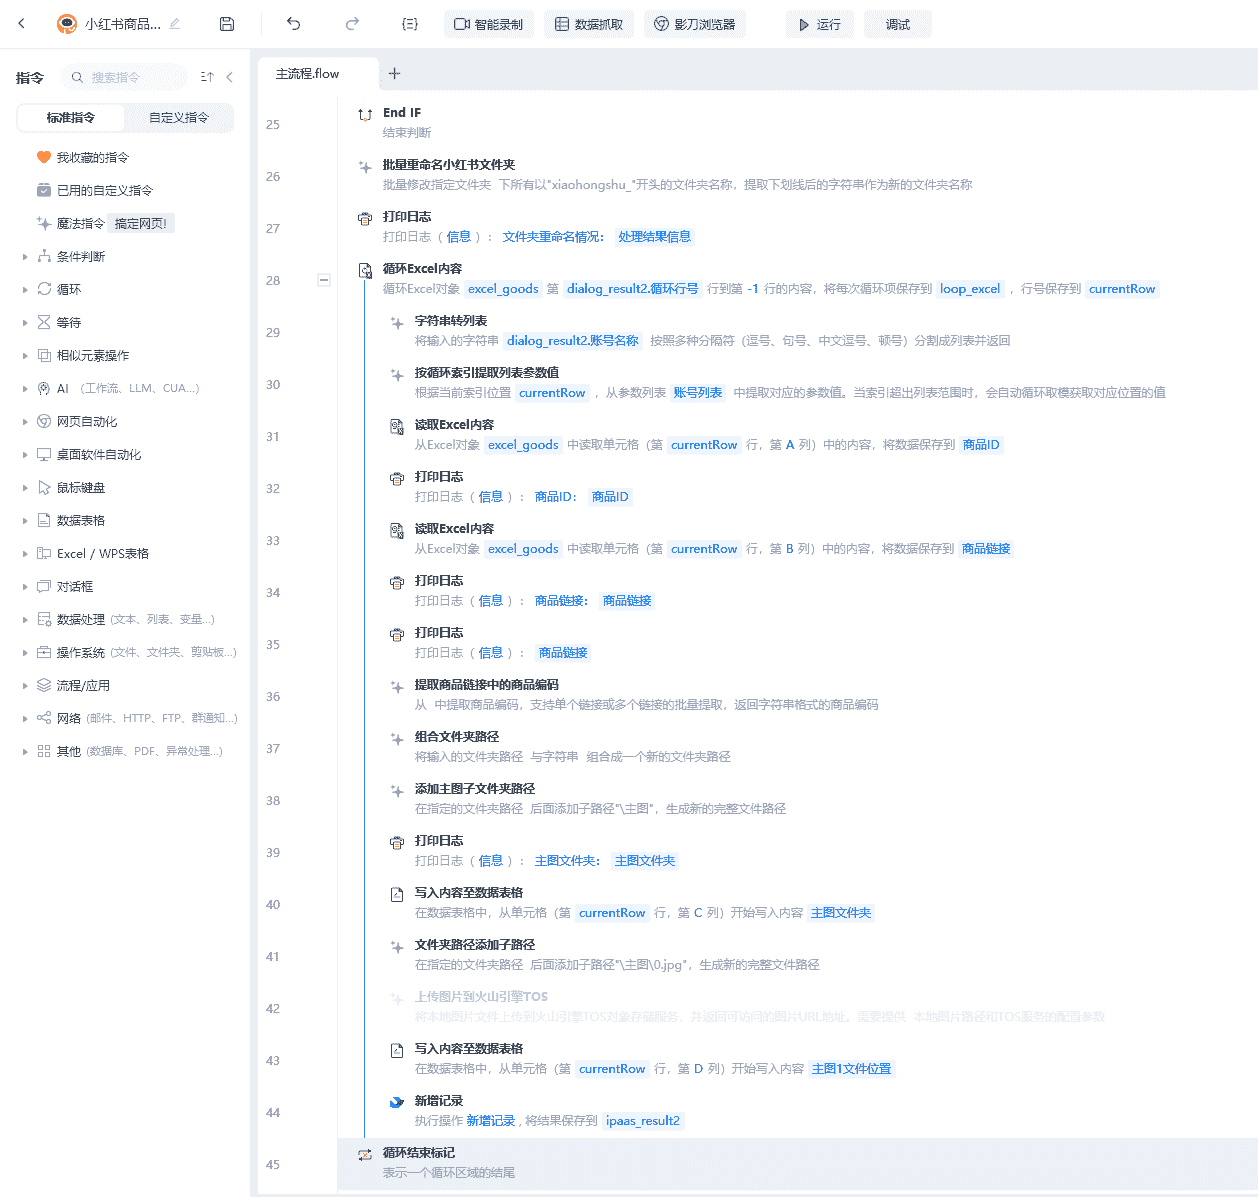 小红书商品...
智能录制
数据抓取
影刀浏览器
运行
调试
指令
搜索指令
标准指令
自定义指令
我收藏的指令
已用的自定义指令
魔法指令 搞定网页!
条件判断
循环
等待
相似元素操作
AI (工作流、LLM、CUA...)
网页自动化
桌面软件自动化
鼠标键盘
数据表格
Excel / WPS表格
对话框
数据处理 (文本、列表、变量...)
操作系统 (文件、文件夹、剪贴板...)
流程/应用
网络 (邮件、HTTP、FTP、群通知...)
其他 (数据库、PDF、异常处理...)
主流程.flow
25 End IF
结束判断
26 批量重命名小红书文件夹
批量修改指定文件夹 下所有以"xiaohongshu_"开头的文件夹名称，提取下划线后的字符串作为新的文件夹名称
27 打印日志
打印日志（ 信息 ）： 文件夹重命名情况： 处理结果信息
28 循环Excel内容
循环Excel对象 excel_goods 第 dialog_result2.循环行号 行到第 -1 行的内容，将每次循环项保存到 loop_excel ，行号保存到 currentRow
29 字符串转列表
将输入的字符串 dialog_result2.账号名称 按照多种分隔符（逗号、句号、中文逗号、顿号）分割成列表并返回
30 按循环索引提取列表参数值
根据当前索引位置 currentRow ，从参数列表 账号列表 中提取对应的参数值。当索引超出列表范围时，会自动循环取模获取对应位置的值
31 读取Excel内容
从Excel对象 excel_goods 中读取单元格（第 currentRow 行，第 A 列）中的内容，将数据保存到 商品ID
32 打印日志
打印日志（ 信息 ）： 商品ID： 商品ID
33 读取Excel内容
从Excel对象 excel_goods 中读取单元格（第 currentRow 行，第 B 列）中的内容，将数据保存到 商品链接
34 打印日志
打印日志（ 信息 ）： 商品链接： 商品链接
35 打印日志
打印日志（ 信息 ）： 商品链接
36 提取商品链接中的商品编码
从 中提取商品编码，支持单个链接或多个链接的批量提取，返回字符串格式的商品编码
37 组合文件夹路径
将输入的文件夹路径 与字符串 组合成一个新的文件夹路径
38 添加主图子文件夹路径
在指定的文件夹路径 后面添加子路径"\主图"，生成新的完整文件路径
39 打印日志
打印日志（ 信息 ）： 主图文件夹： 主图文件夹
40 写入内容至数据表格
在数据表格中，从单元格（第 currentRow 行，第 C 列）开始写入内容 主图文件夹
41 文件夹路径添加子路径
在指定的文件夹路径 后面添加子路径"\主图\0.jpg"，生成新的完整文件路径
42 上传图片到火山引擎TOS
将本地图片文件上传到火山引擎TOS对象存储服务，并返回可访问的图片URL地址。需要提供 本地图片路径和TOS服务的配置参数
43 写入内容至数据表格
在数据表格中，从单元格（第 currentRow 行，第 D 列）开始写入内容 主图1文件位置
44 新增记录
执行操作 新增记录 , 将结果保存到 ipaas_result2
45 循环结束标记
表示一个循环区域的结尾